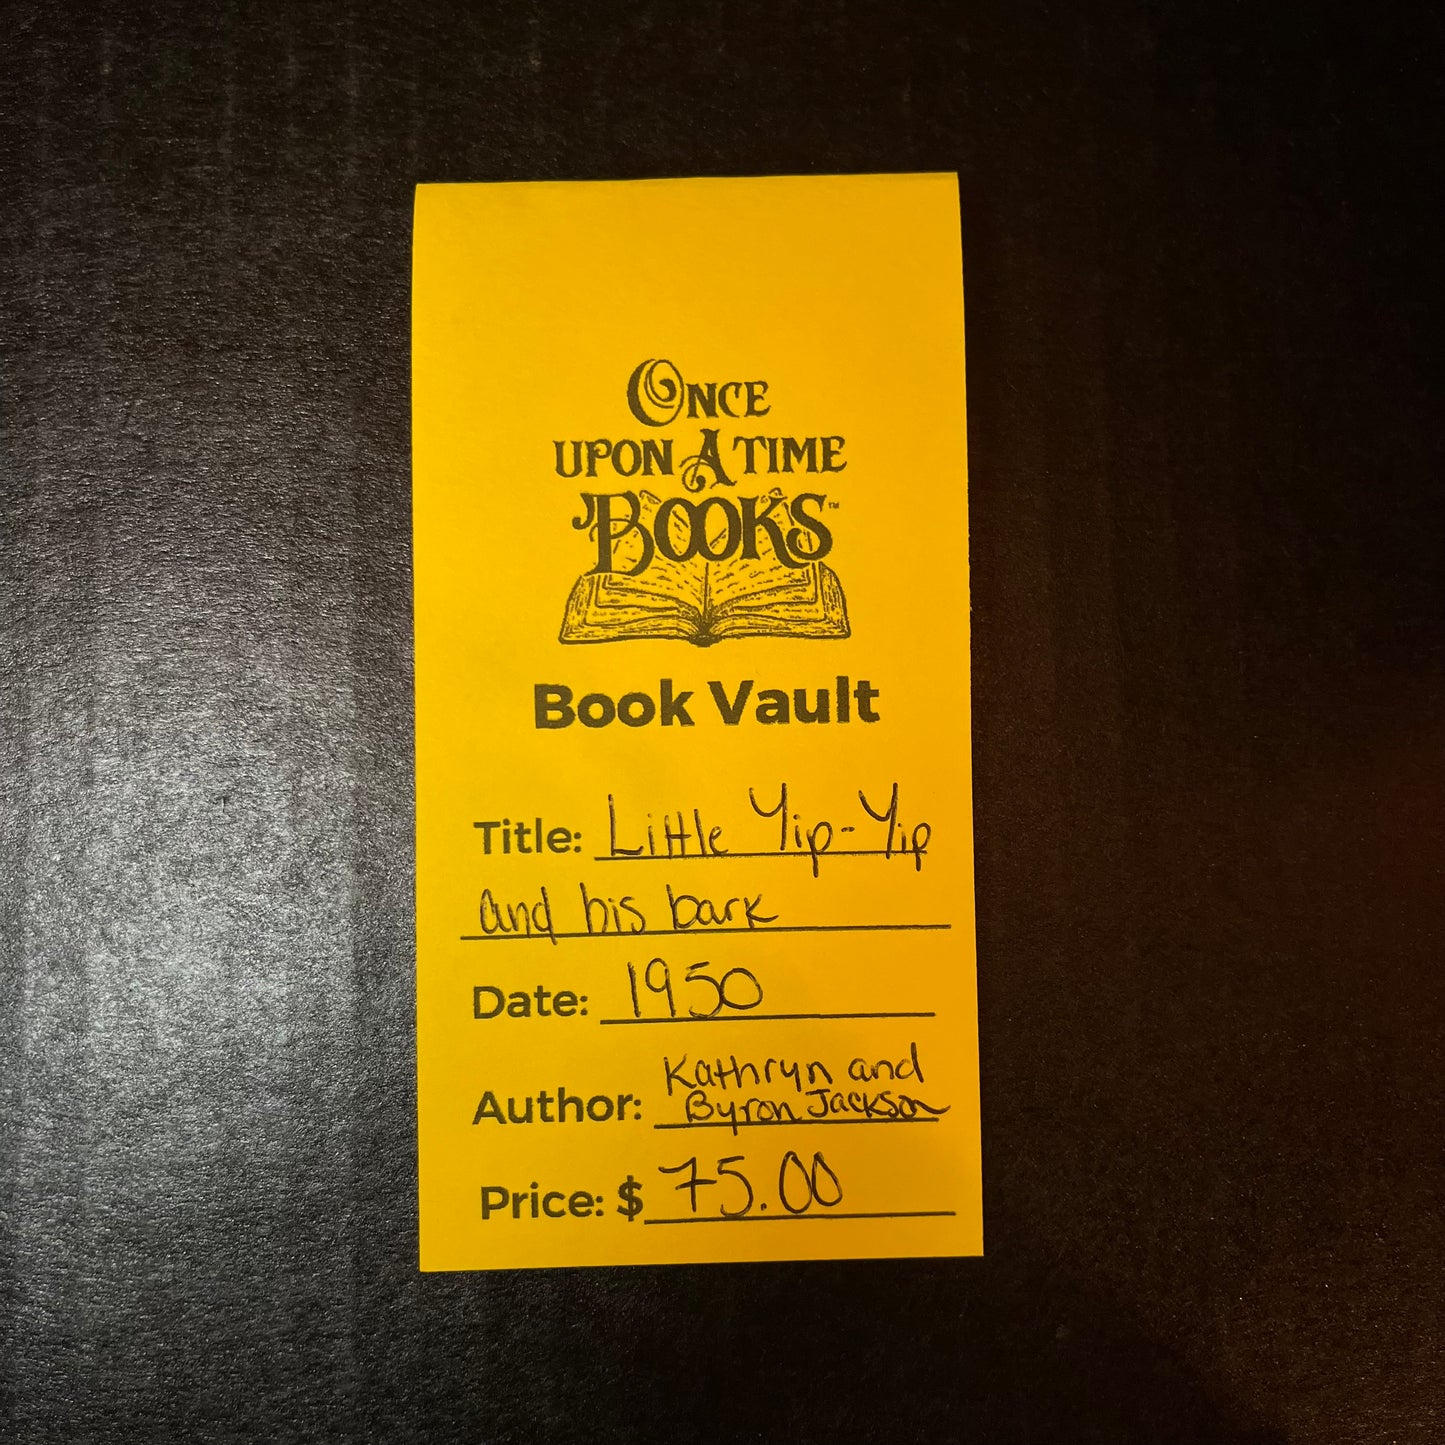 ONCE
UPON A TIME
BOOKS™
Book Vault
Title: Little Yip-Yip
and his bark
Date: 1950
Author: Kathryn and
Byron Jackson
Price: $ 75.00